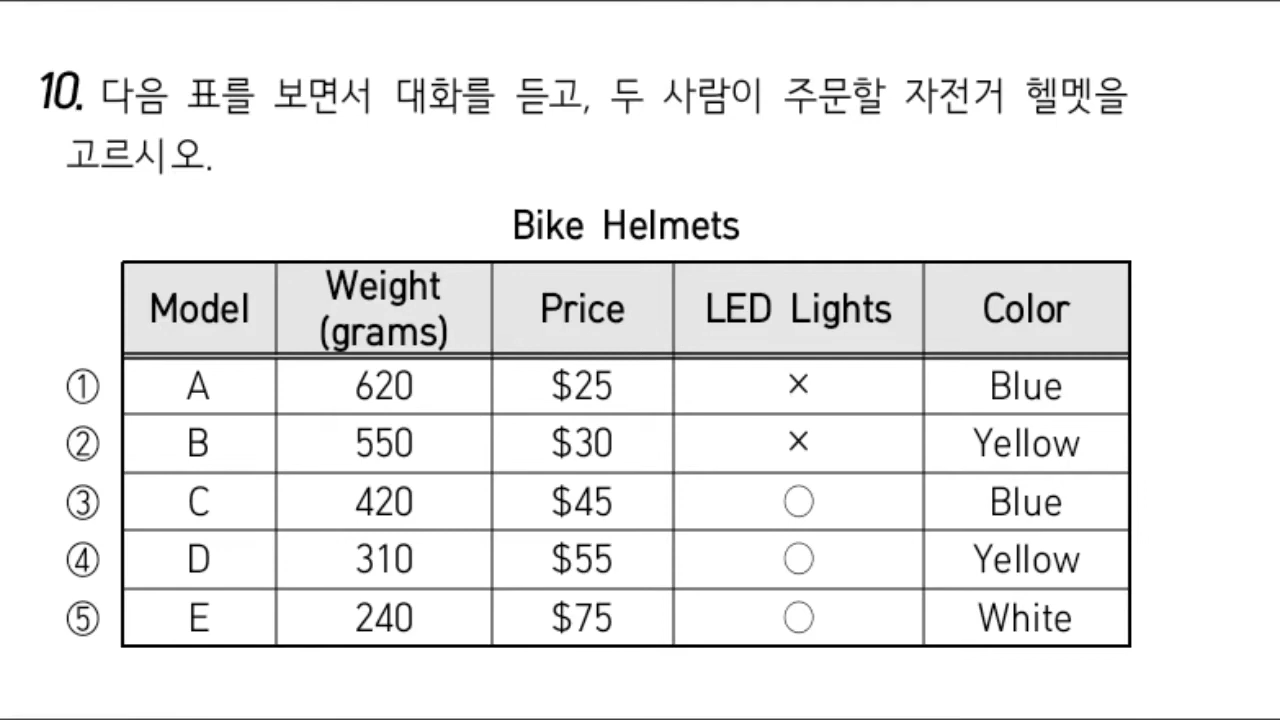 10. 다음 표를 보면서 대화를 듣고, 두 사람이 주문할 자전거 헬멧을
고르시오.
Bike Helmets
Model Weight (grams) Price LED Lights Color
① A 620 $25 × Blue
② B 550 $30 × Yellow
③ C 420 $45 ○ Blue
④ D 310 $55 ○ Yellow
⑤ E 240 $75 ○ White